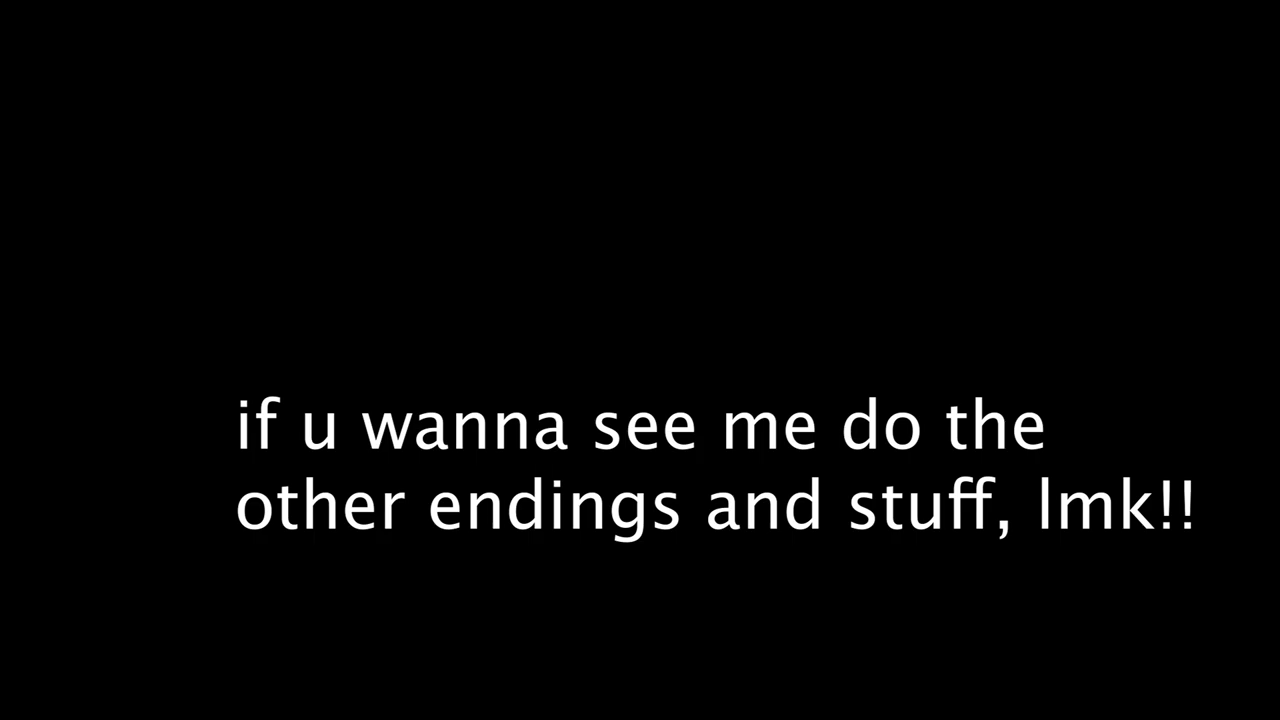 if u wanna see me do the
other endings and stuff, lmk!!